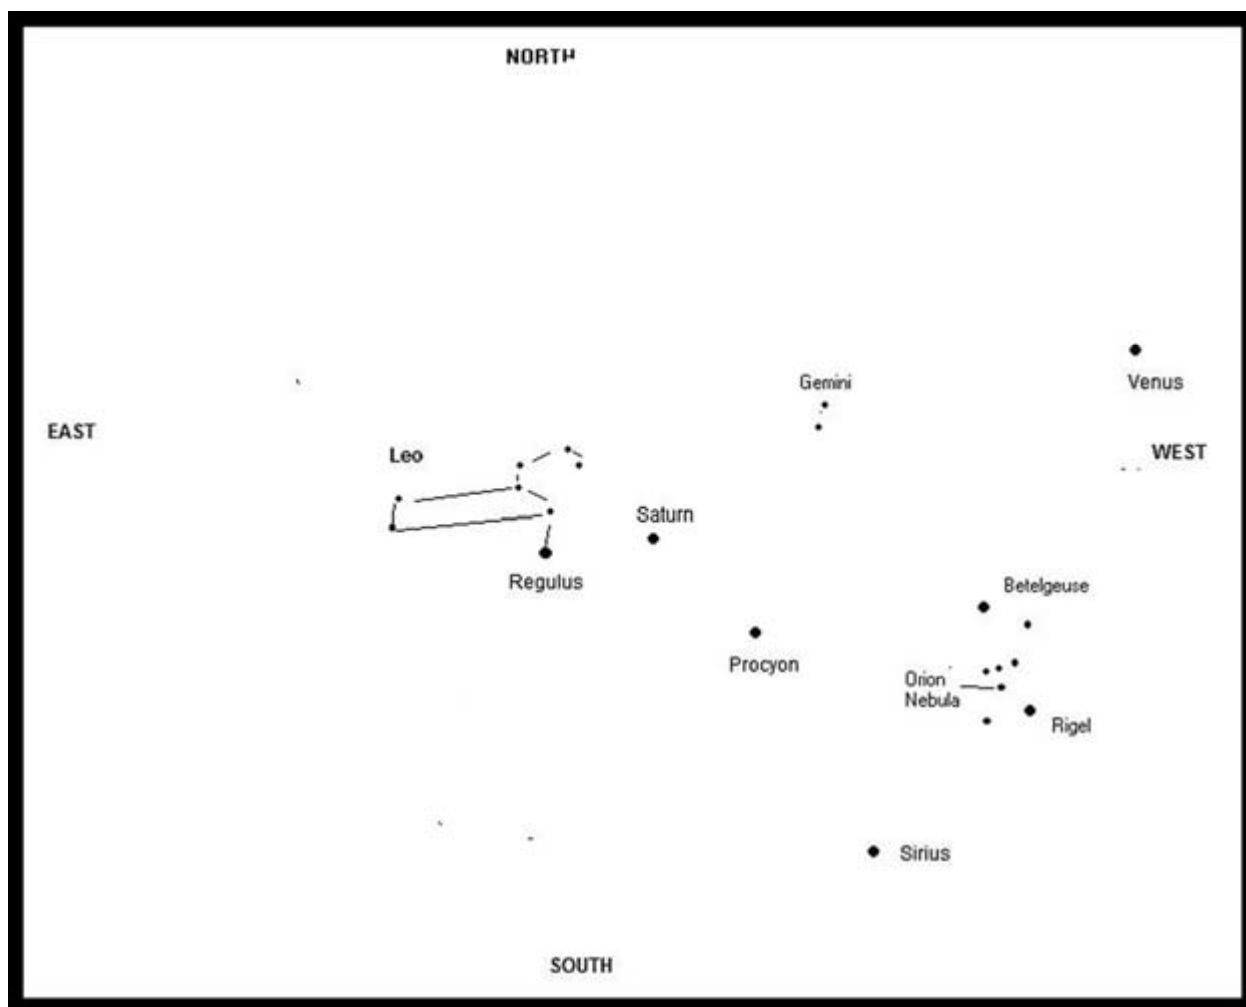 NORTH
Venus
Gemini
EAST
WEST
Leo
Saturn
Regulus
Betelgeuse
Procyon
Orion
Nebula
Rigel
Sirius
SOUTH